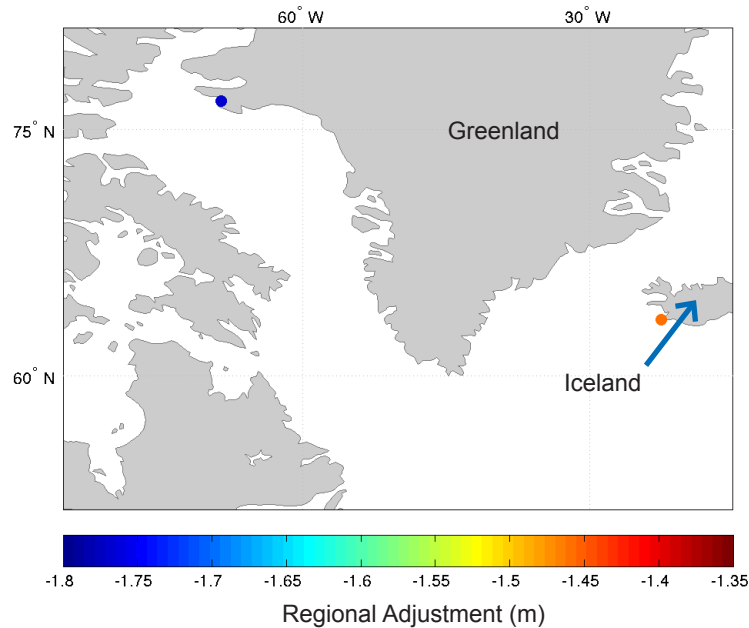 60° W 30° W
75° N
Greenland
60° N
Iceland
-1.8 -1.75 -1.7 -1.65 -1.6 -1.55 -1.5 -1.45 -1.4 -1.35
Regional Adjustment (m)